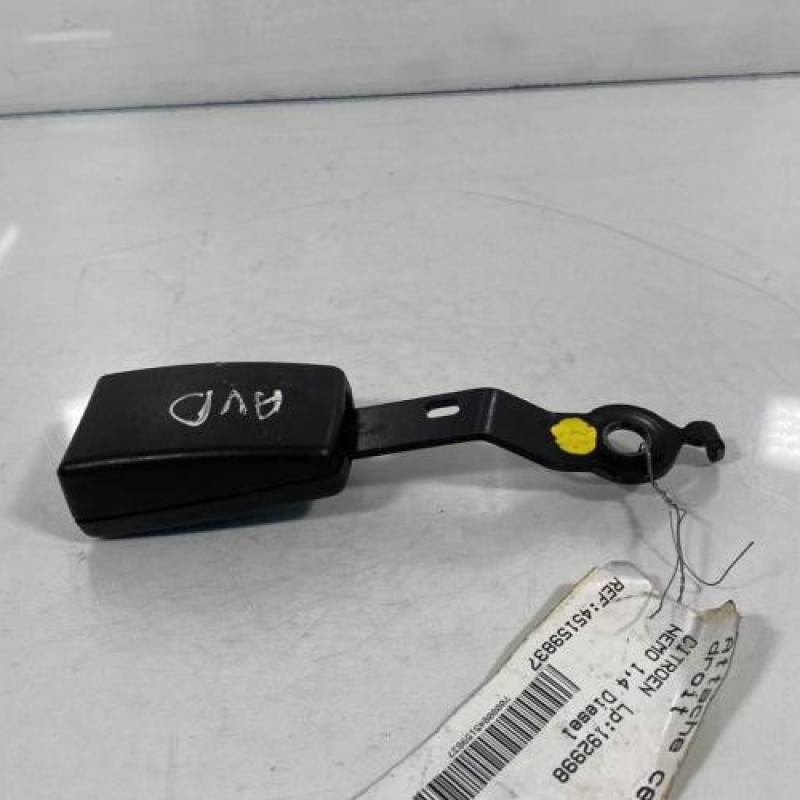 AVD
Attache ce
droit
CITROEN Lp:192998
NEMO 1,4 Diesel
REF:45159837